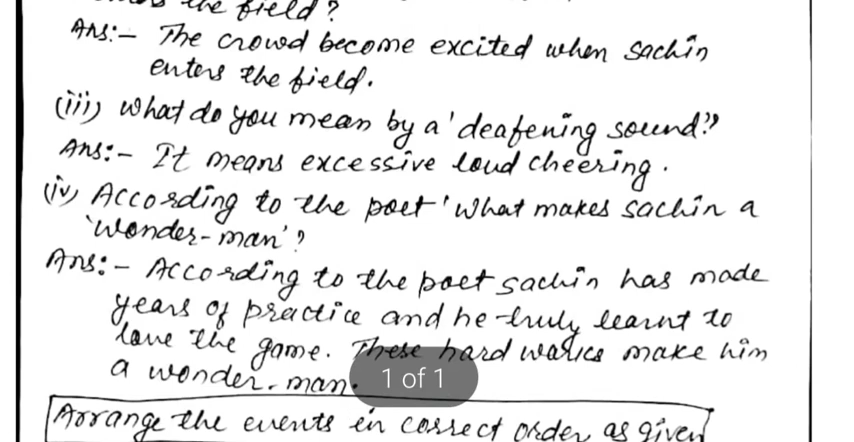 the field?
Ans:- The crowd become excited when sachin
enters the field.
(iii) What do you mean by a 'deafening sound'?
Ans:- It means excessive loud cheering.
(iv) According to the poet 'What makes sachin a
'wonder-man'?
Ans:- According to the poet sachin has made
years of practice and he truly learnt to
love the game. These hard works make him
a wonder-man.
1 of 1
Arrange the events in correct order as given